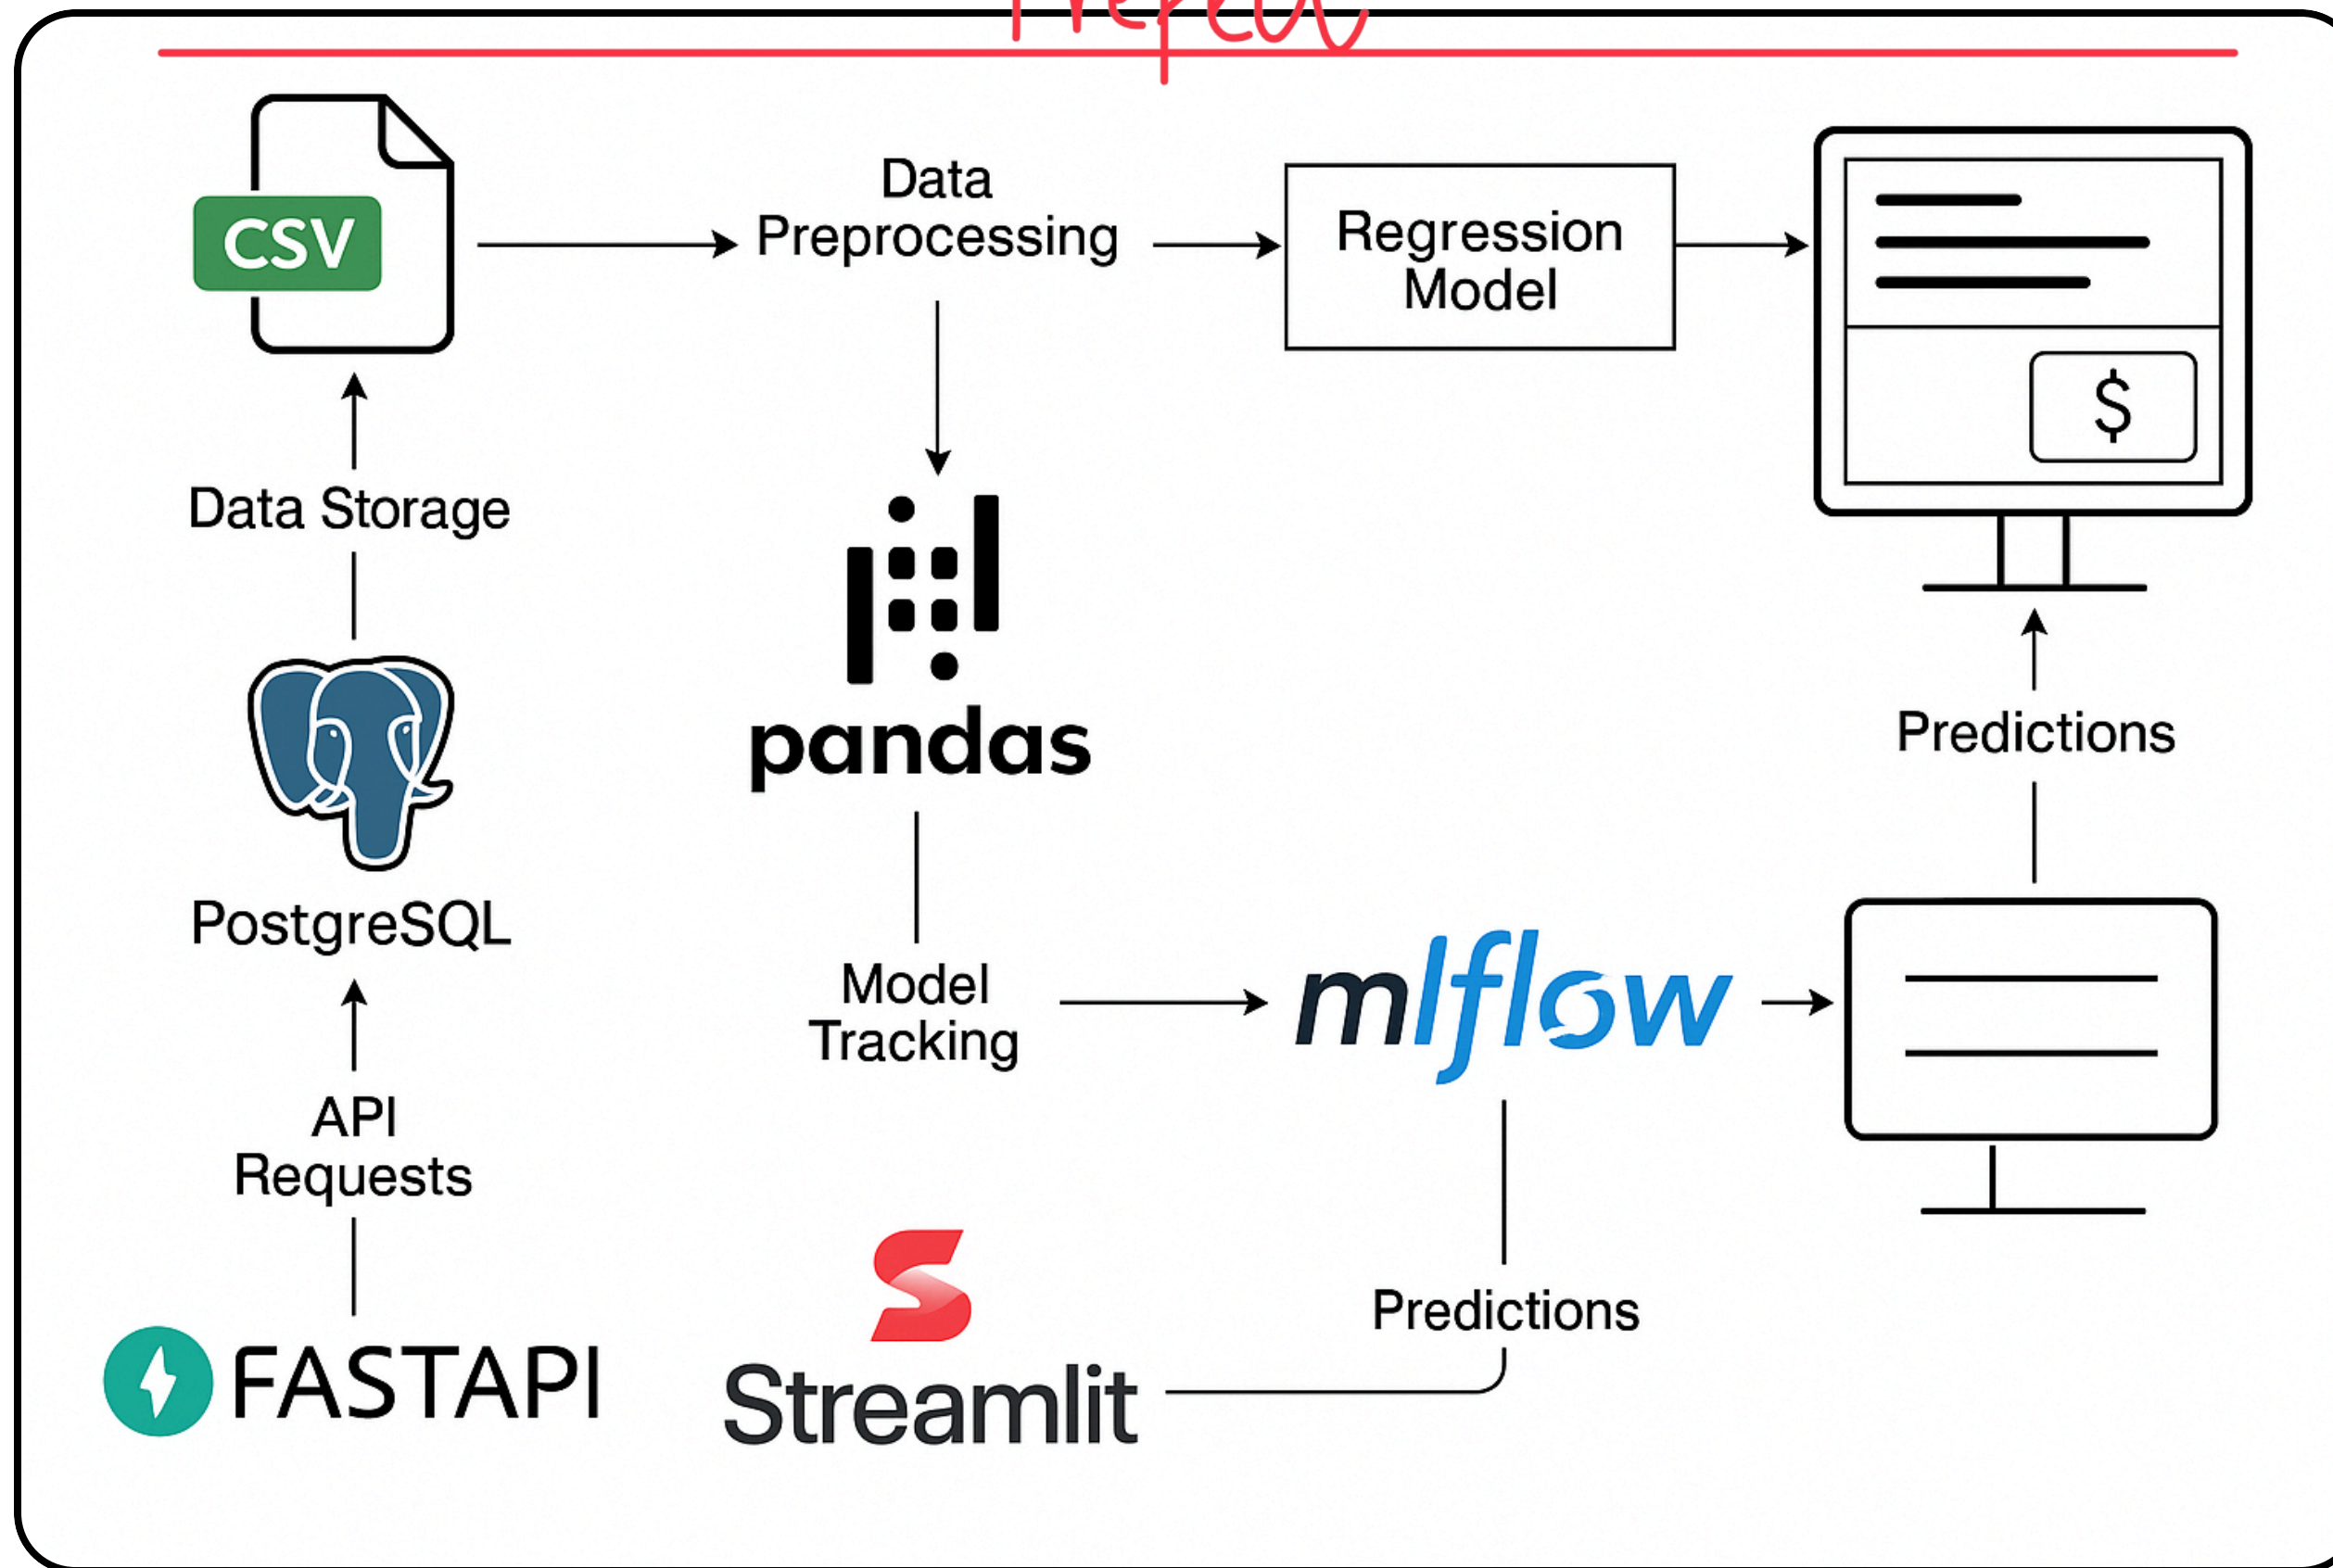 CSV
Data
Preprocessing
Regression
Model
$
Data Storage
pandas
Predictions
PostgreSQL
Model
Tracking
mlflow
API
Requests
Predictions
FASTAPI
Streamlit